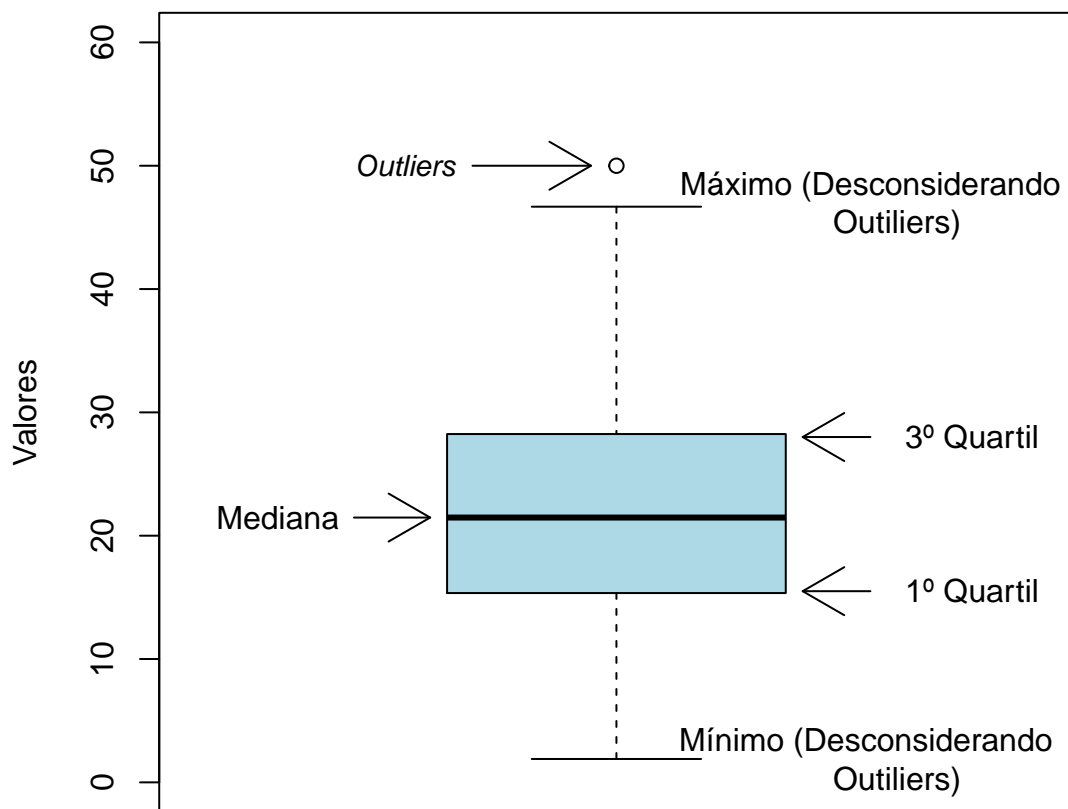 60
50
40
30
20
10
0
Valores
Outliers
Máximo (Desconsiderando
Outiliers)
3º Quartil
Mediana
1º Quartil
Mínimo (Desconsiderando
Outiliers)